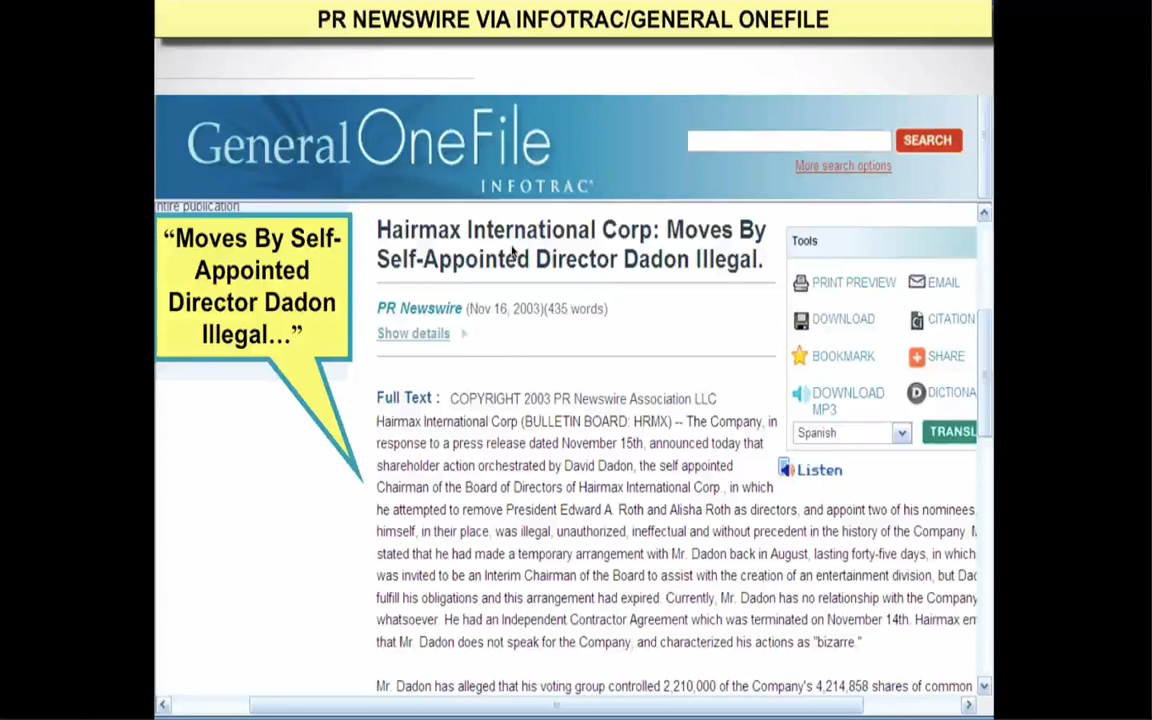 PR NEWSWIRE VIA INFOTRAC/GENERAL ONEFILE
General OneFile
INFOTRAC
SEARCH
More search options
ntire publication
“Moves By Self-
Appointed
Director Dadon
Illegal…”
Hairmax International Corp: Moves By
Self-Appointed Director Dadon Illegal.
PR Newswire (Nov 16, 2003)(435 words)
Show details
Full Text : COPYRIGHT 2003 PR Newswire Association LLC
Hairmax International Corp (BULLETIN BOARD: HRMX) -- The Company, in
response to a press release dated November 15th, announced today that
shareholder action orchestrated by David Dadon, the self appointed
Chairman of the Board of Directors of Hairmax International Corp., in which
he attempted to remove President Edward A. Roth and Alisha Roth as directors, and appoint two of his nominees,
himself, in their place, was illegal, unauthorized, ineffectual and without precedent in the history of the Company.
stated that he had made a temporary arrangement with Mr. Dadon back in August, lasting forty-five days, in which
was invited to be an Interim Chairman of the Board to assist with the creation of an entertainment division, but Dad
fulfill his obligations and this arrangement had expired. Currently, Mr. Dadon has no relationship with the Company
whatsoever. He had an Independent Contractor Agreement which was terminated on November 14th. Hairmax em
that Mr. Dadon does not speak for the Company, and characterized his actions as "bizarre."
Mr. Dadon has alleged that his voting group controlled 2,210,000 of the Company's 4,214,858 shares of common
Tools
PRINT PREVIEW
EMAIL
DOWNLOAD
CITATION
BOOKMARK
SHARE
DOWNLOAD
MP3
DICTIONA
Spanish
TRANSL
Listen